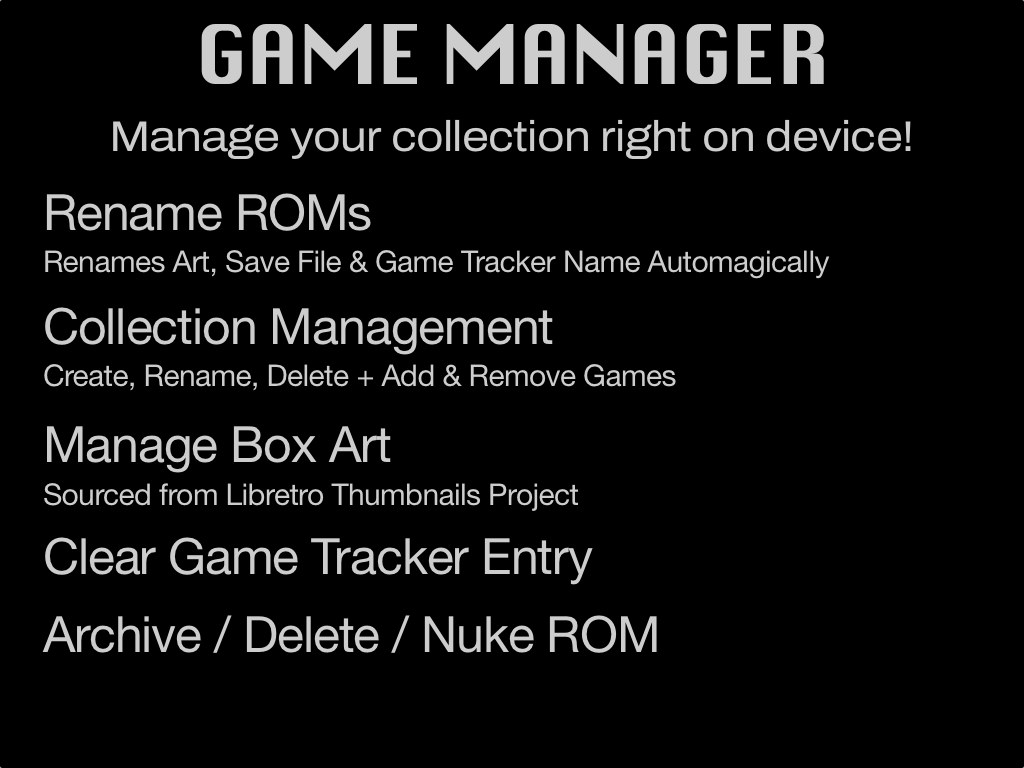 GAME MANAGER
Manage your collection right on device!
Rename ROMs
Renames Art, Save File & Game Tracker Name Automagically
Collection Management
Create, Rename, Delete + Add & Remove Games
Manage Box Art
Sourced from Libretro Thumbnails Project
Clear Game Tracker Entry
Archive / Delete / Nuke ROM